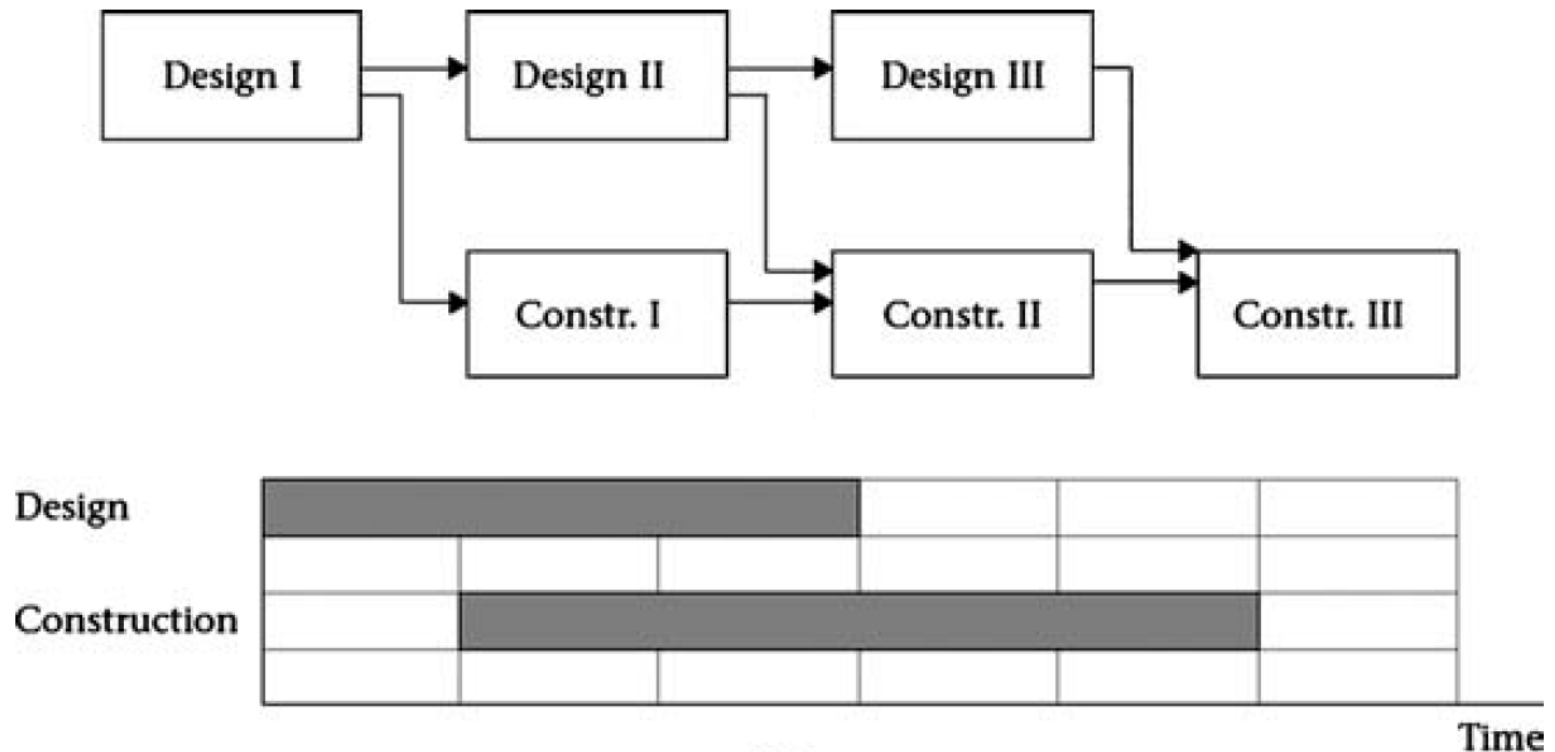 Design I
Design II
Design III
Constr. I
Constr. II
Constr. III
Design
Construction
Time